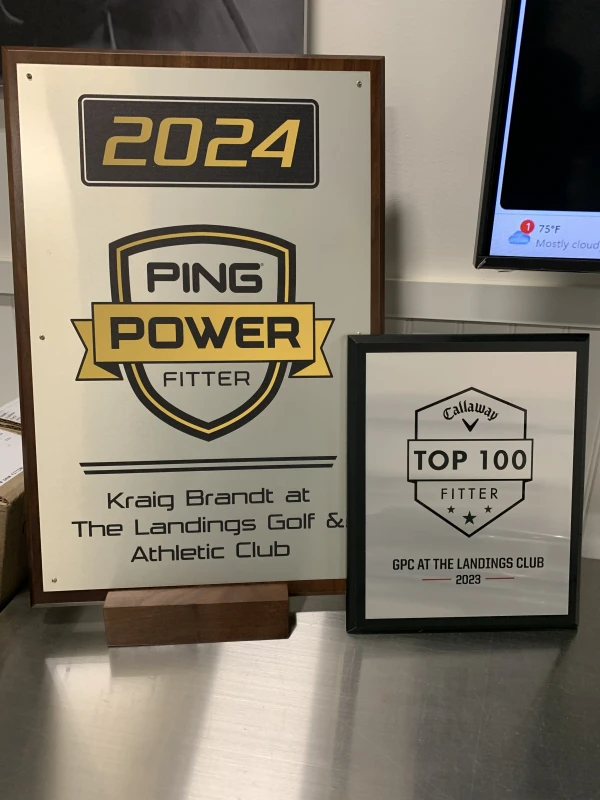 2024
PING
POWER
FITTER
Kraig Brandt at
The Landings Golf &
Athletic Club
Callaway
TOP 100
FITTER
GPC AT THE LANDINGS CLUB
2023
1
75°F
Mostly cloud